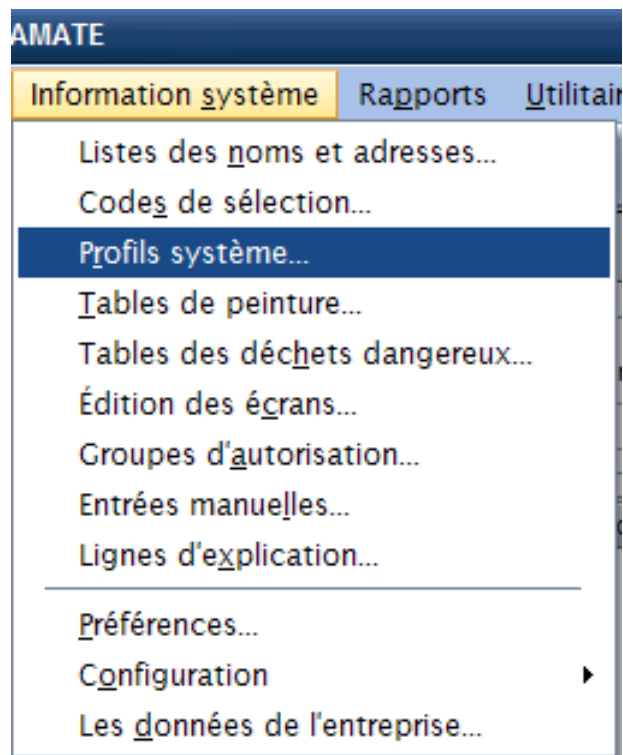 AMATE
Information système Rapports Utilitair
Listes des noms et adresses...
Codes de sélection...
Profils système...
Tables de peinture...
Tables des déchets dangereux...
Édition des écrans...
Groupes d'autorisation...
Entrées manuelles...
Lignes d'explication...
Préférences...
Configuration
Les données de l'entreprise...